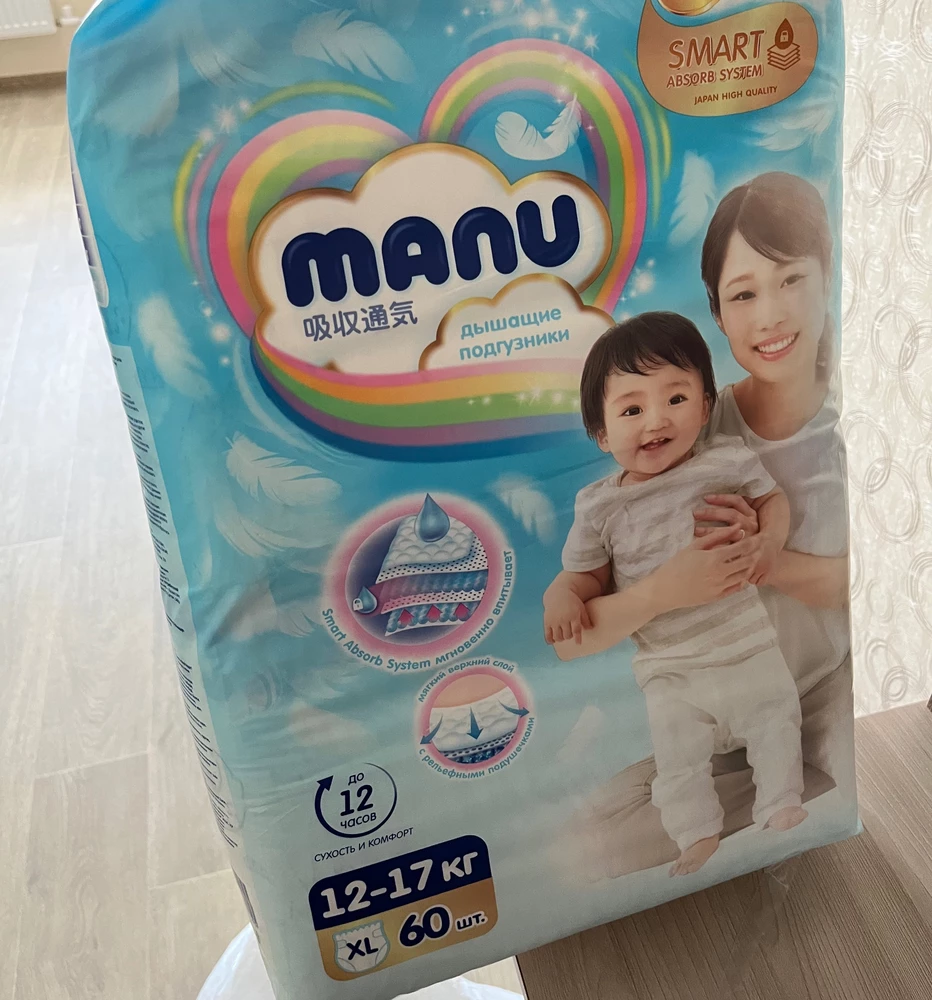 SMART
ABSORB SYSTEM
JAPAN HIGH QUALITY
manu
吸収通気
дышащие
подгузники
Smart Absorb System мгновенно впитывает
мягкий верхний слой
с рельефными подушечками
до
12
часов
СУХОСТЬ И КОМФОРТ
12-17 кг
XL
60 шт.